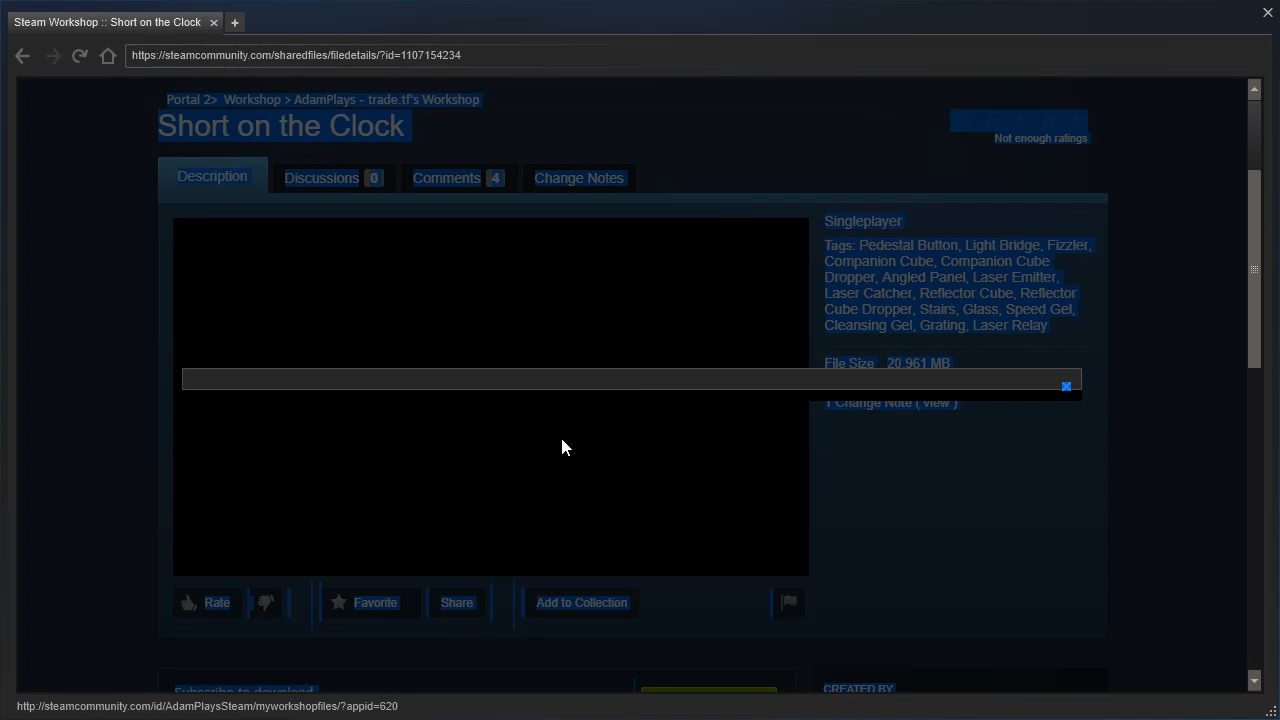 Steam Workshop :: Short on the Clock
https://steamcommunity.com/sharedfiles/filedetails/?id=1107154234
Portal 2> Workshop > AdamPlays - trade.tf's Workshop
Short on the Clock
Not enough ratings
Description
Discussions 0
Comments 4
Change Notes
Singleplayer
Tags: Pedestal Button, Light Bridge, Fizzler,
Companion Cube, Companion Cube
Dropper, Angled Panel, Laser Emitter,
Laser Catcher, Reflector Cube, Reflector
Cube Dropper, Stairs, Glass, Speed Gel,
Cleansing Gel, Grating, Laser Relay
File Size 20.961 MB
1 Change Note ( view )
Rate
Favorite
Share
Add to Collection
Subscribe to download
CREATED BY
http://steamcommunity.com/id/AdamPlaysSteam/myworkshopfiles/?appid=620